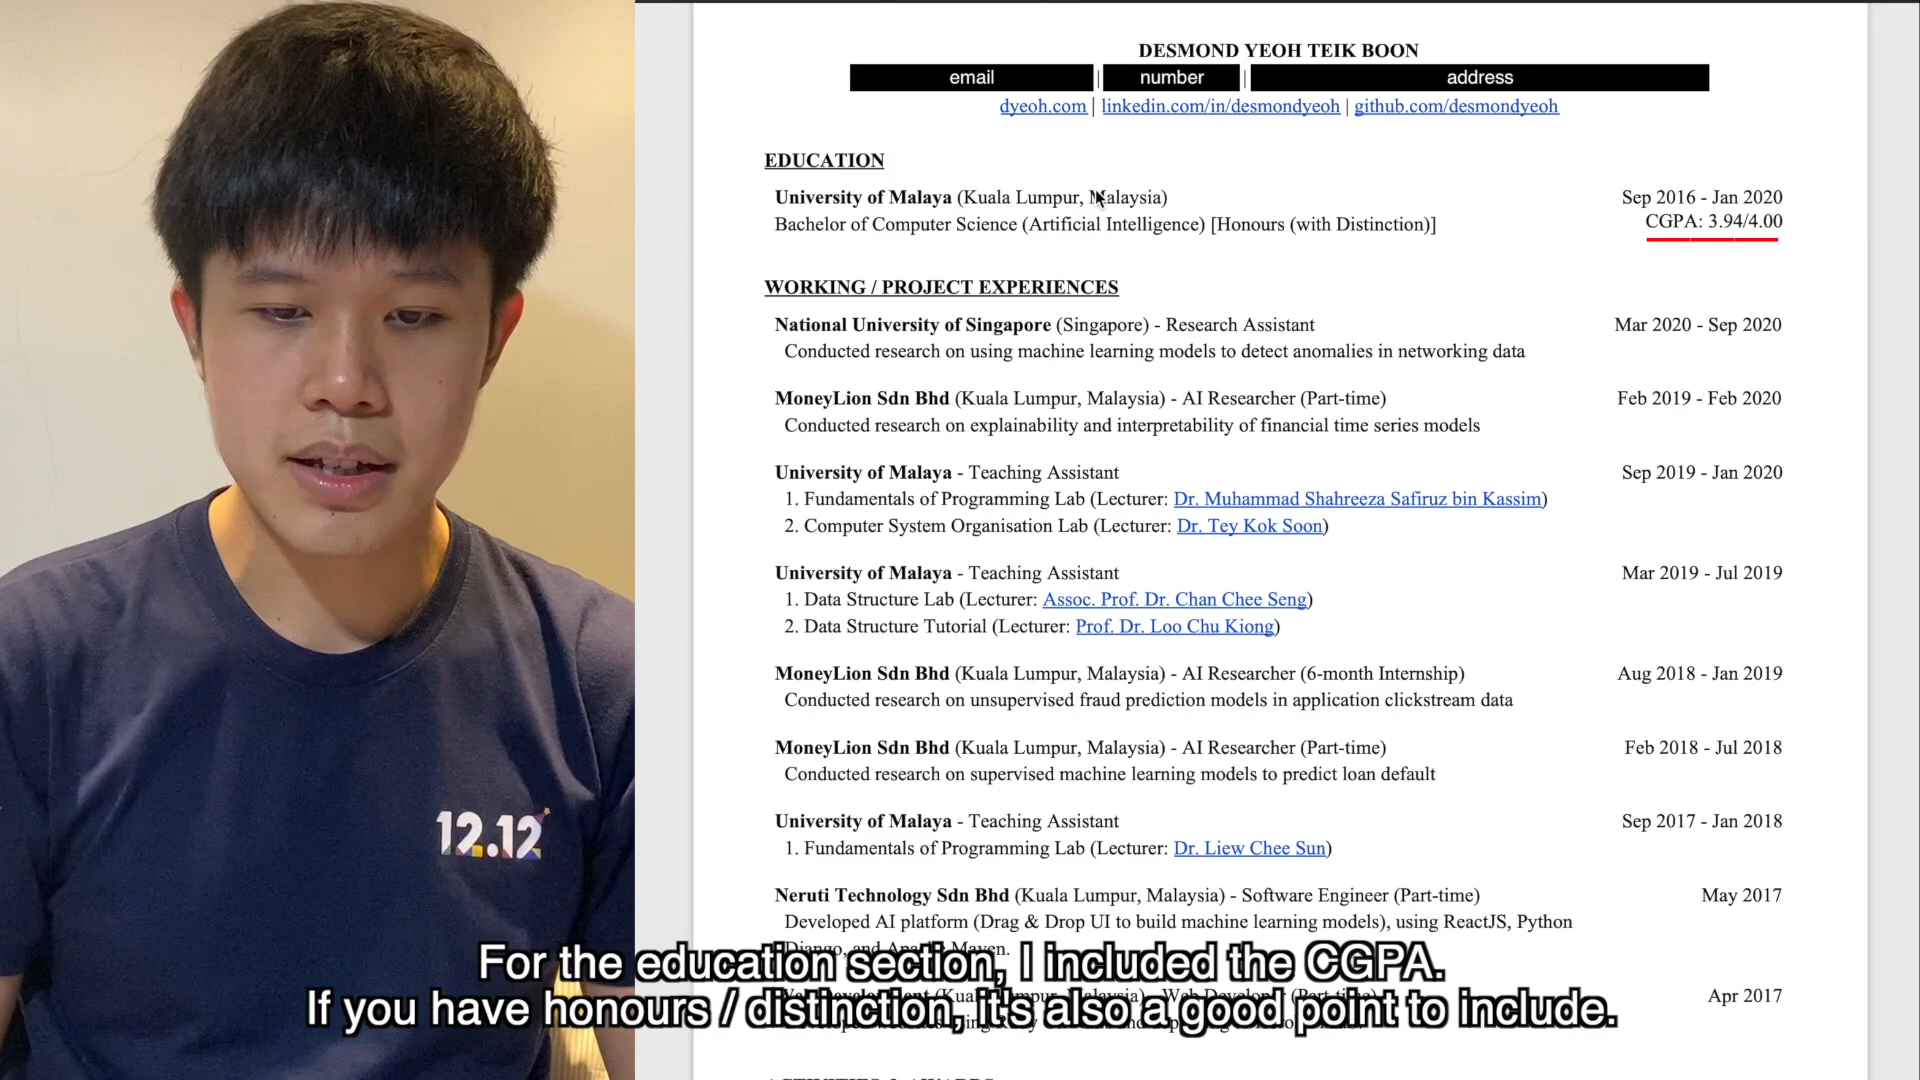 DESMOND YEOH TEIK BOON
email | number | address
dyeoh.com | linkedin.com/in/desmondyeoh | github.com/desmondyeoh
EDUCATION
University of Malaya (Kuala Lumpur, Malaysia) Sep 2016 - Jan 2020
Bachelor of Computer Science (Artificial Intelligence) [Honours (with Distinction)] CGPA: 3.94/4.00
WORKING / PROJECT EXPERIENCES
National University of Singapore (Singapore) - Research Assistant Mar 2020 - Sep 2020
Conducted research on using machine learning models to detect anomalies in networking data
MoneyLion Sdn Bhd (Kuala Lumpur, Malaysia) - AI Researcher (Part-time) Feb 2019 - Feb 2020
Conducted research on explainability and interpretability of financial time series models
University of Malaya - Teaching Assistant Sep 2019 - Jan 2020
1. Fundamentals of Programming Lab (Lecturer: Dr. Muhammad Shahreeza Safiruz bin Kassim)
2. Computer System Organisation Lab (Lecturer: Dr. Tey Kok Soon)
University of Malaya - Teaching Assistant Mar 2019 - Jul 2019
1. Data Structure Lab (Lecturer: Assoc. Prof. Dr. Chan Chee Seng)
2. Data Structure Tutorial (Lecturer: Prof. Dr. Loo Chu Kiong)
MoneyLion Sdn Bhd (Kuala Lumpur, Malaysia) - AI Researcher (6-month Internship) Aug 2018 - Jan 2019
Conducted research on unsupervised fraud prediction models in application clickstream data
MoneyLion Sdn Bhd (Kuala Lumpur, Malaysia) - AI Researcher (Part-time) Feb 2018 - Jul 2018
Conducted research on supervised machine learning models to predict loan default
University of Malaya - Teaching Assistant Sep 2017 - Jan 2018
1. Fundamentals of Programming Lab (Lecturer: Dr. Liew Chee Sun)
Neruti Technology Sdn Bhd (Kuala Lumpur, Malaysia) - Software Engineer (Part-time) May 2017
Developed AI platform (Drag & Drop UI to build machine learning models), using ReactJS, Python
Django, and Apache Maven.
Apr 2017
12.12
For the education section, I included the CGPA.
If you have honours / distinction, it's also a good point to include.